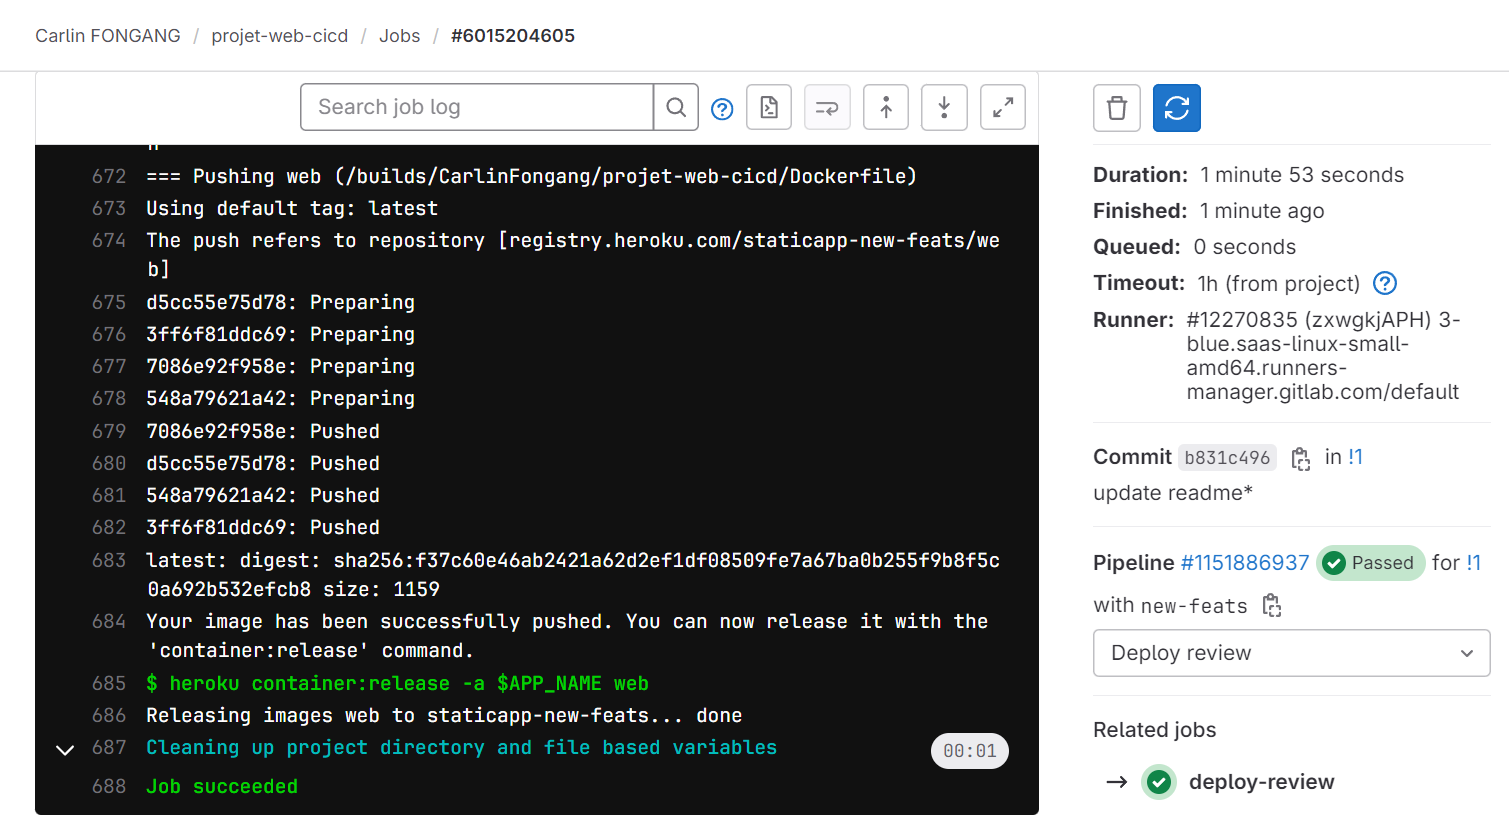 Carlin FONGANG / projet-web-cicd / Jobs / #6015204605
Search job log
672 === Pushing web (/builds/CarlinFongang/projet-web-cicd/Dockerfile)
673 Using default tag: latest
674 The push refers to repository [registry.heroku.com/staticapp-new-feats/we
b]
675 d5cc55e75d78: Preparing
676 3ff6f81ddc69: Preparing
677 7086e92f958e: Preparing
678 548a79621a42: Preparing
679 7086e92f958e: Pushed
680 d5cc55e75d78: Pushed
681 548a79621a42: Pushed
682 3ff6f81ddc69: Pushed
683 latest: digest: sha256:f37c60e46ab2421a62d2ef1df08509fe7a67ba0b255f9b8f5c
0a692b532efcb8 size: 1159
684 Your image has been successfully pushed. You can now release it with the
'container:release' command.
685 $ heroku container:release -a $APP_NAME web
686 Releasing images web to staticapp-new-feats... done
687 Cleaning up project directory and file based variables 00:01
688 Job succeeded
Duration: 1 minute 53 seconds
Finished: 1 minute ago
Queued: 0 seconds
Timeout: 1h (from project)
Runner: #12270835 (zxwgkjAPH) 3-
blue.saas-linux-small-
amd64.runners-
manager.gitlab.com/default
Commit b831c496 in !1
update readme*
Pipeline #1151886937 Passed for !1
with new-feats
Deploy review
Related jobs
→ deploy-review